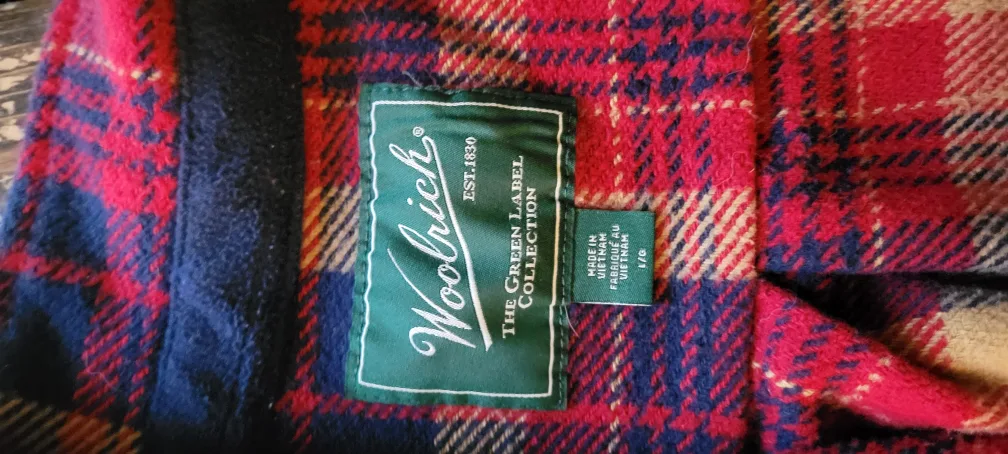 Woolrich®
EST. 1830
THE GREEN LABEL
COLLECTION
MADE IN
VIETNAM
FABRIQUÉ AU
VIETNAM
L/G